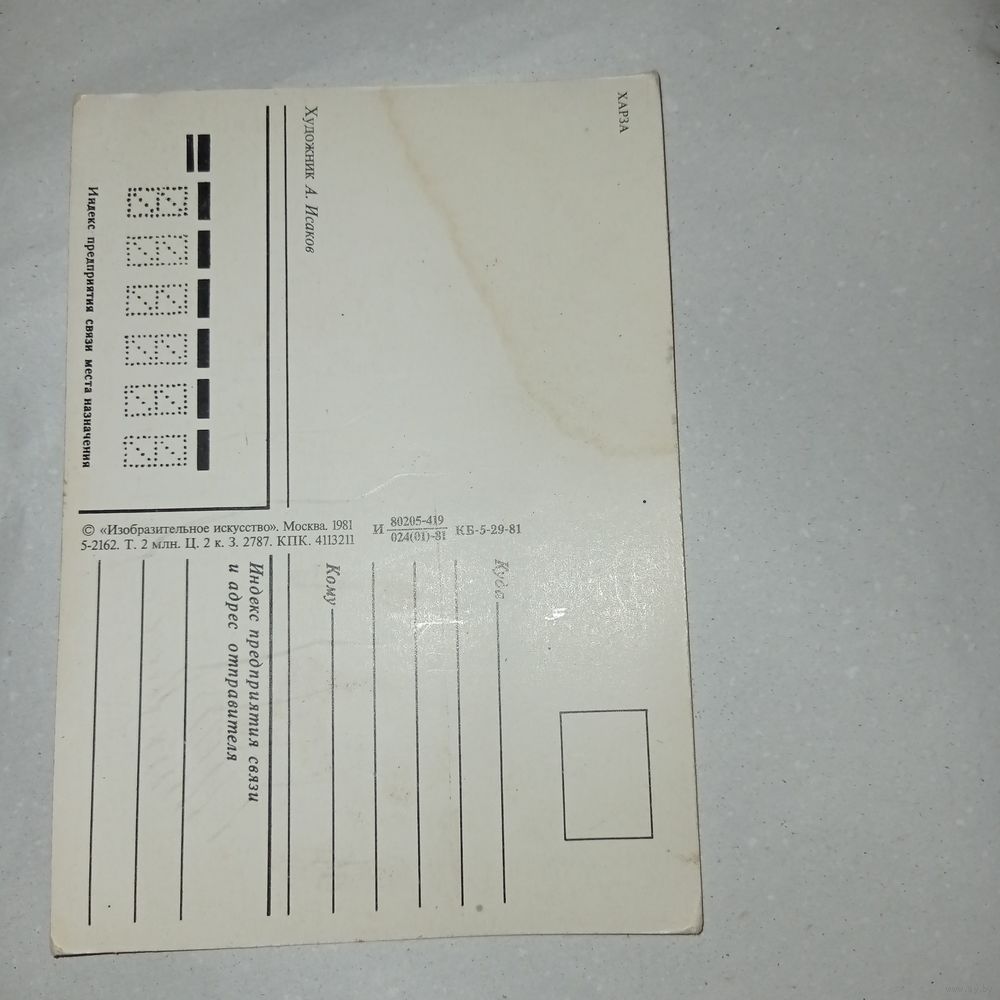 ХАРЗА
Художник А. Исаков
Индекс предприятия связи места назначения
© «Изобразительное искусство». Москва. 1981
5-2162. Т. 2 млн. Ц. 2 к. З. 2787. КПК. 4113211
И 80205-419
024(01)-81 КБ-5-29-81
Куда
Кому
Индекс предприятия связи
и адрес отправителя